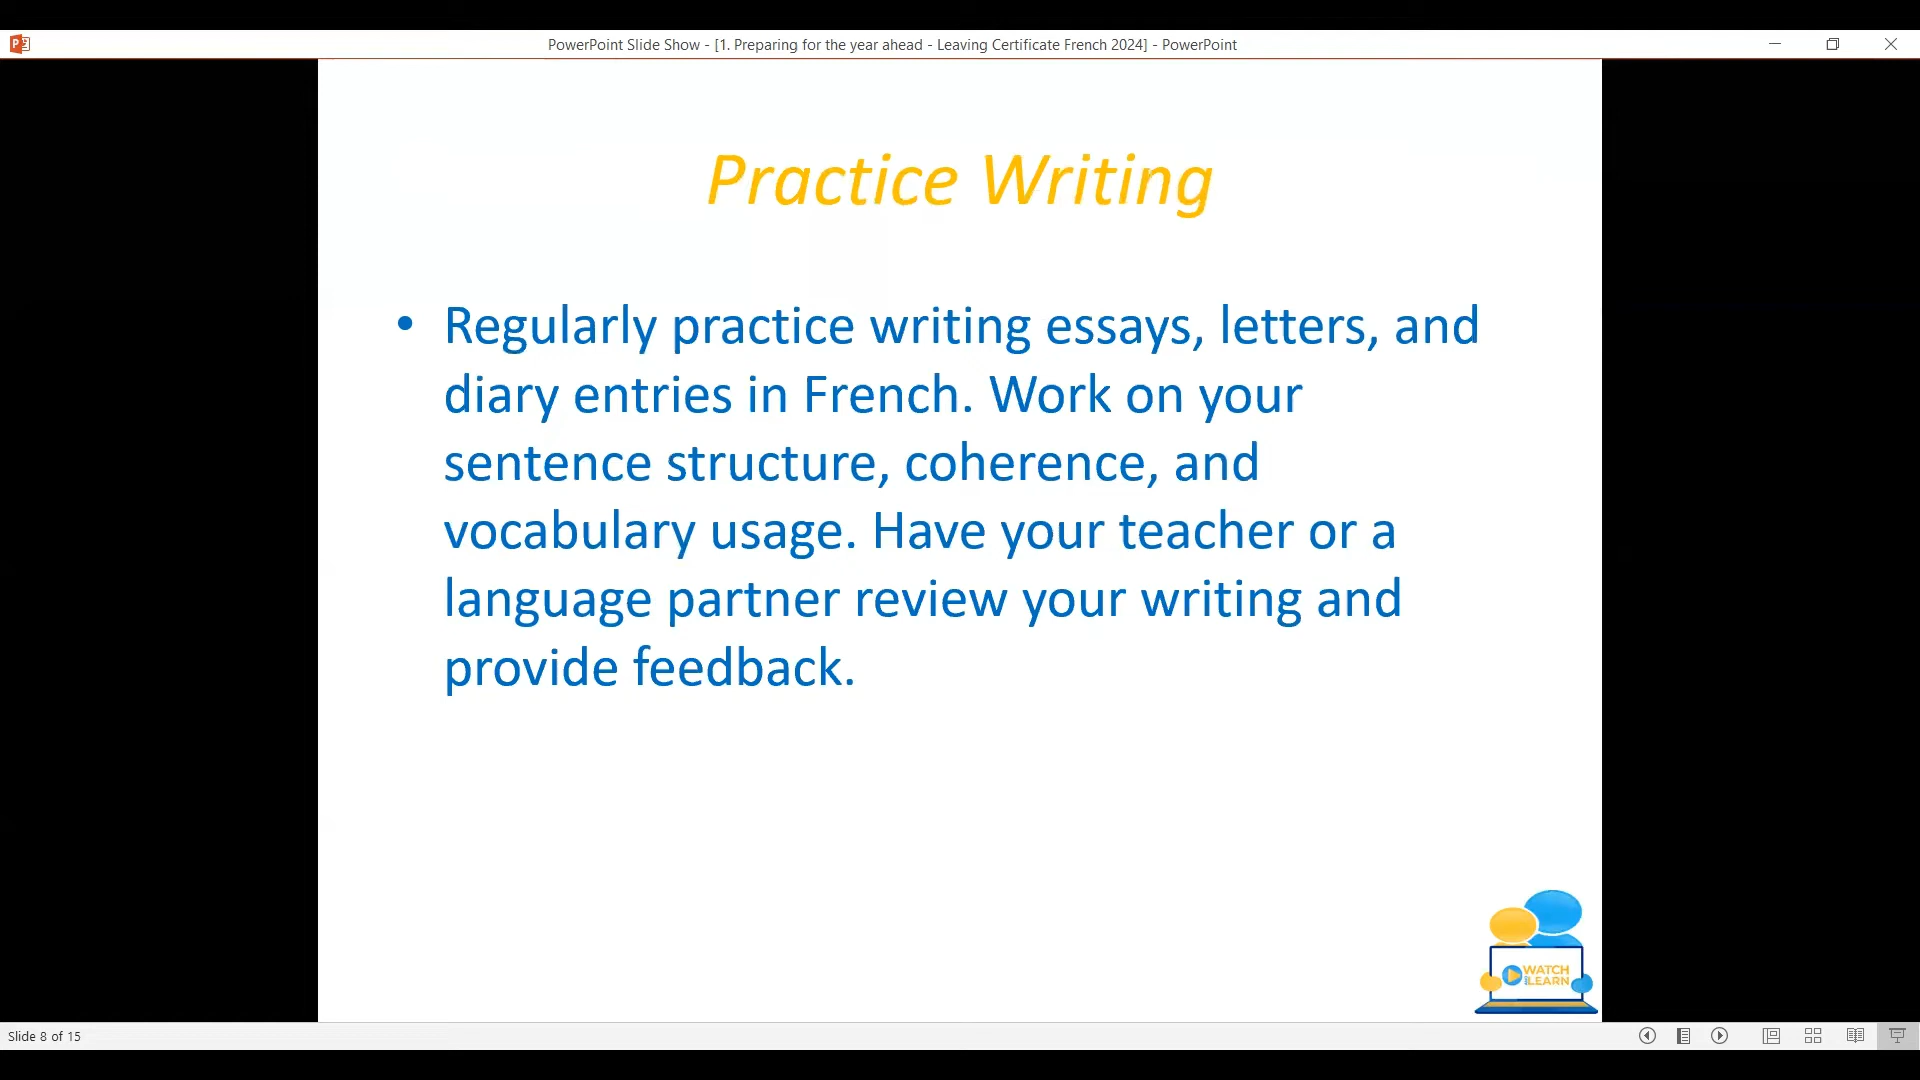 PowerPoint Slide Show - [1. Preparing for the year ahead - Leaving Certificate French 2024] - PowerPoint
Practice Writing
• Regularly practice writing essays, letters, and
diary entries in French. Work on your
sentence structure, coherence, and
vocabulary usage. Have your teacher or a
language partner review your writing and
provide feedback.
WATCH
LEARN
Slide 8 of 15